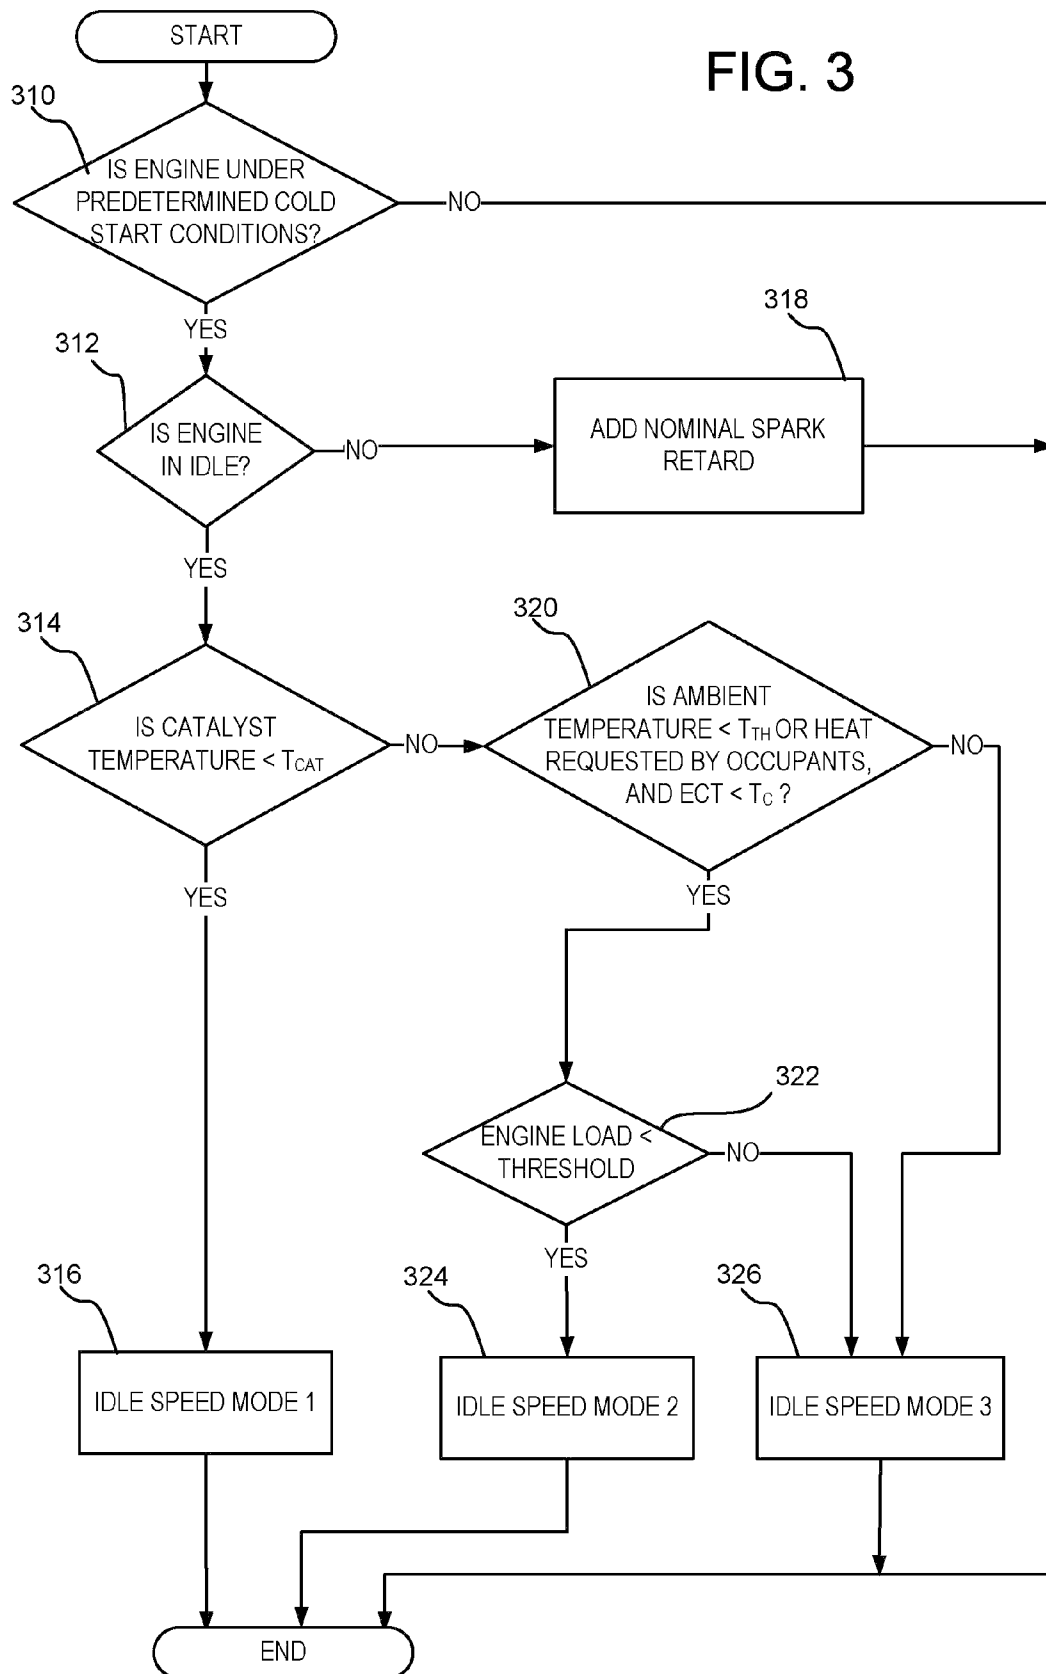 START
FIG. 3
310
IS ENGINE UNDER
PREDETERMINED COLD
START CONDITIONS?
NO
YES
312
318
IS ENGINE
IN IDLE?
NO
ADD NOMINAL SPARK
RETARD
YES
314
320
IS CATALYST
TEMPERATURE < TCAT
NO
IS AMBIENT
TEMPERATURE < TTH OR HEAT
REQUESTED BY OCCUPANTS,
AND ECT < TC ?
NO
YES
YES
322
ENGINE LOAD <
THRESHOLD
NO
YES
316
324
326
IDLE SPEED MODE 1
IDLE SPEED MODE 2
IDLE SPEED MODE 3
END